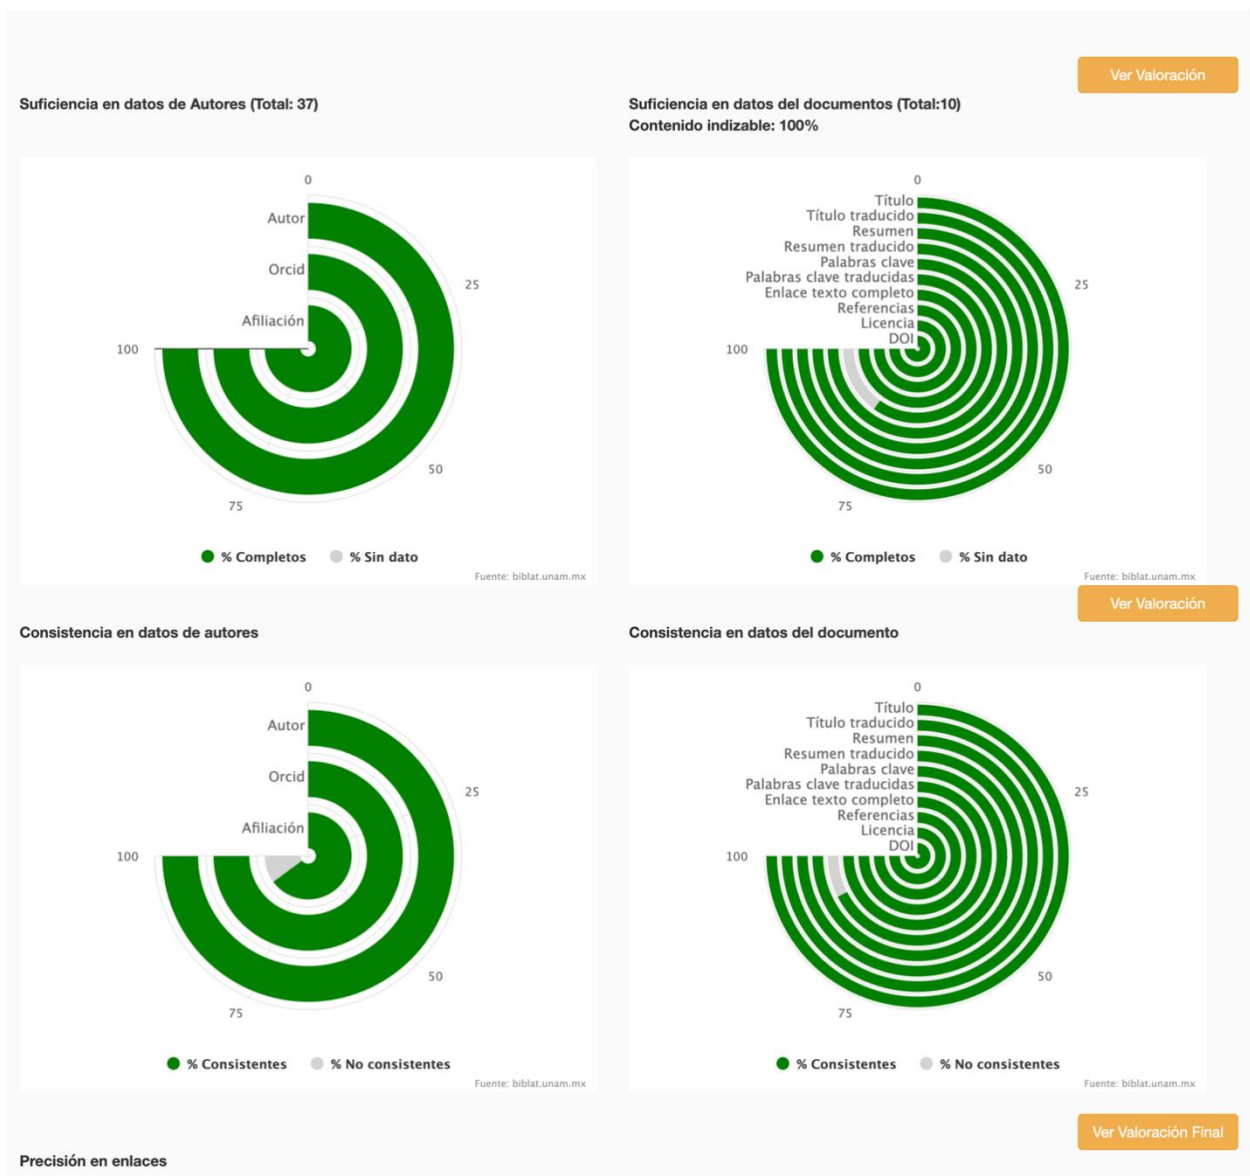 Ver Valoración
Suficiencia en datos de Autores (Total: 37)
Suficiencia en datos del documentos (Total:10)
Contenido indizable: 100%
0
Autor
Orcid
Afiliación
25
50
75
100
% Completos
% Sin dato
Fuente: biblat.unam.mx
0
Título
Título traducido
Resumen
Resumen traducido
Palabras clave
Palabras clave traducidas
Enlace texto completo
Referencias
Licencia
DOI
25
50
75
100
% Completos
% Sin dato
Fuente: biblat.unam.mx
Ver Valoración
Consistencia en datos de autores
Consistencia en datos del documento
0
Autor
Orcid
Afiliación
25
50
75
100
% Consistentes
% No consistentes
Fuente: biblat.unam.mx
0
Título
Título traducido
Resumen
Resumen traducido
Palabras clave
Palabras clave traducidas
Enlace texto completo
Referencias
Licencia
DOI
25
50
75
100
% Consistentes
% No consistentes
Fuente: biblat.unam.mx
Ver Valoración Final
Precisión en enlaces